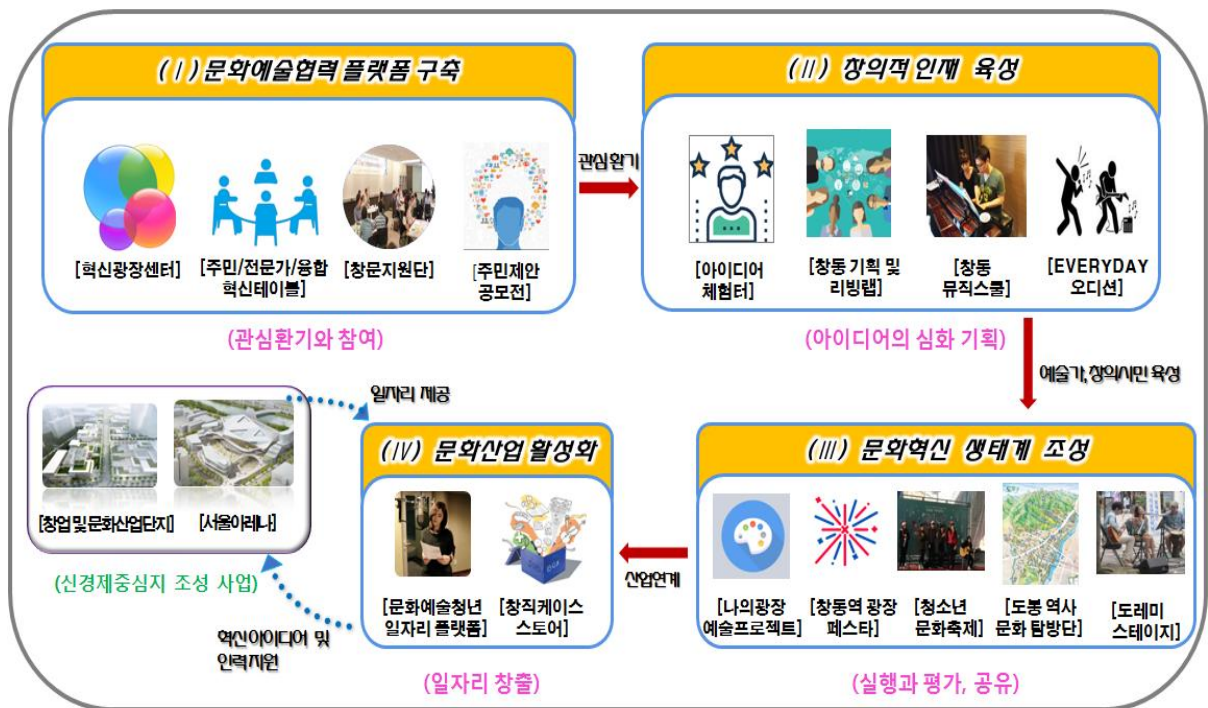 (Ⅰ) 문화예술협력 플랫폼 구축
[혁신광장센터]
[주민/전문가/융합
혁신테이블]
[창문지원단]
[주민제안
공모전]
(관심환기와 참여)
관심환기
(Ⅱ) 창의적 인재 육성
[아이디어
체험터]
[창동 기획 및
리빙랩]
[창동
뮤직스쿨]
[EVERYDAY
오디션]
(아이디어의 심화 기획)
예술가, 창의시민 육성
(Ⅲ) 문화혁신 생태계 조성
[나의광장
예술프로젝트]
[창동역 광장
페스타]
[청소년
문화축제]
[도봉 역사
문화 탐방단]
[도레미
스테이지]
(실행과 평가, 공유)
산업연계
(Ⅳ) 문화산업 활성화
[문화예술청년
일자리 플랫폼]
[창직케이스
스토어]
(일자리 창출)
일자리 제공
[창업 및 문화산업단지]
[서울아레나]
(신경제중심지 조성 사업)
혁신아이디어 및
인력지원